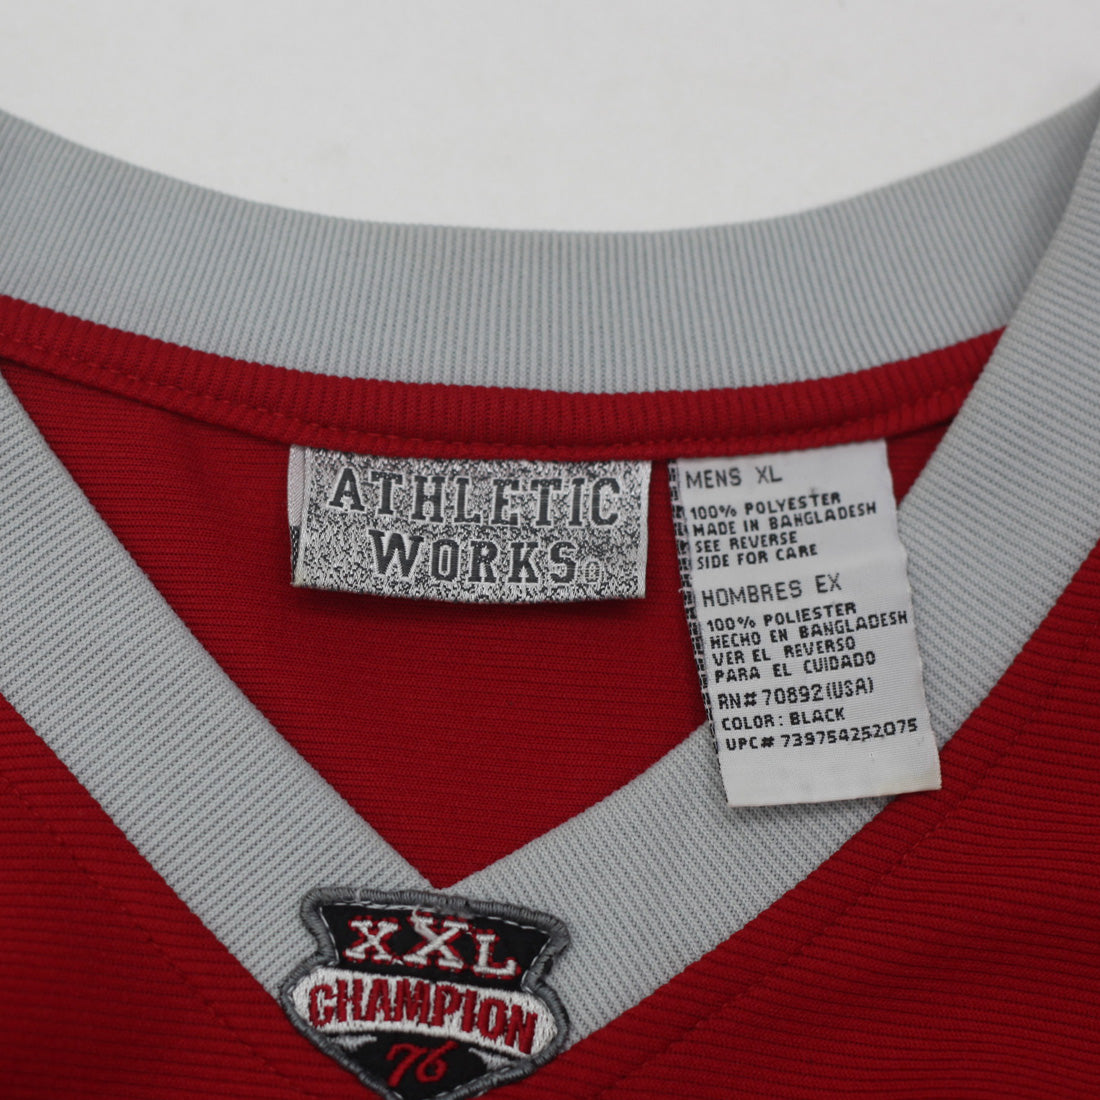 ATHLETIC
WORKS®
MENS XL
100% POLYESTER
MADE IN BANGLADESH
SEE REVERSE
SIDE FOR CARE
HOMBRES EX
100% POLIESTER
HECHO EN BANGLADESH
VER EL REVERSO
PARA EL CUIDADO
RN# 70892(USA)
COLOR: BLACK
UPC# 739754252075
XXL
CHAMPION
76